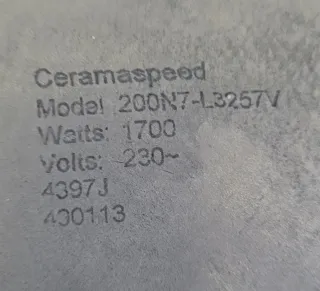 Ceramaspeed
Model 200N7-L3257V
Watts: 1700
Volts: 230~
4397J
430113